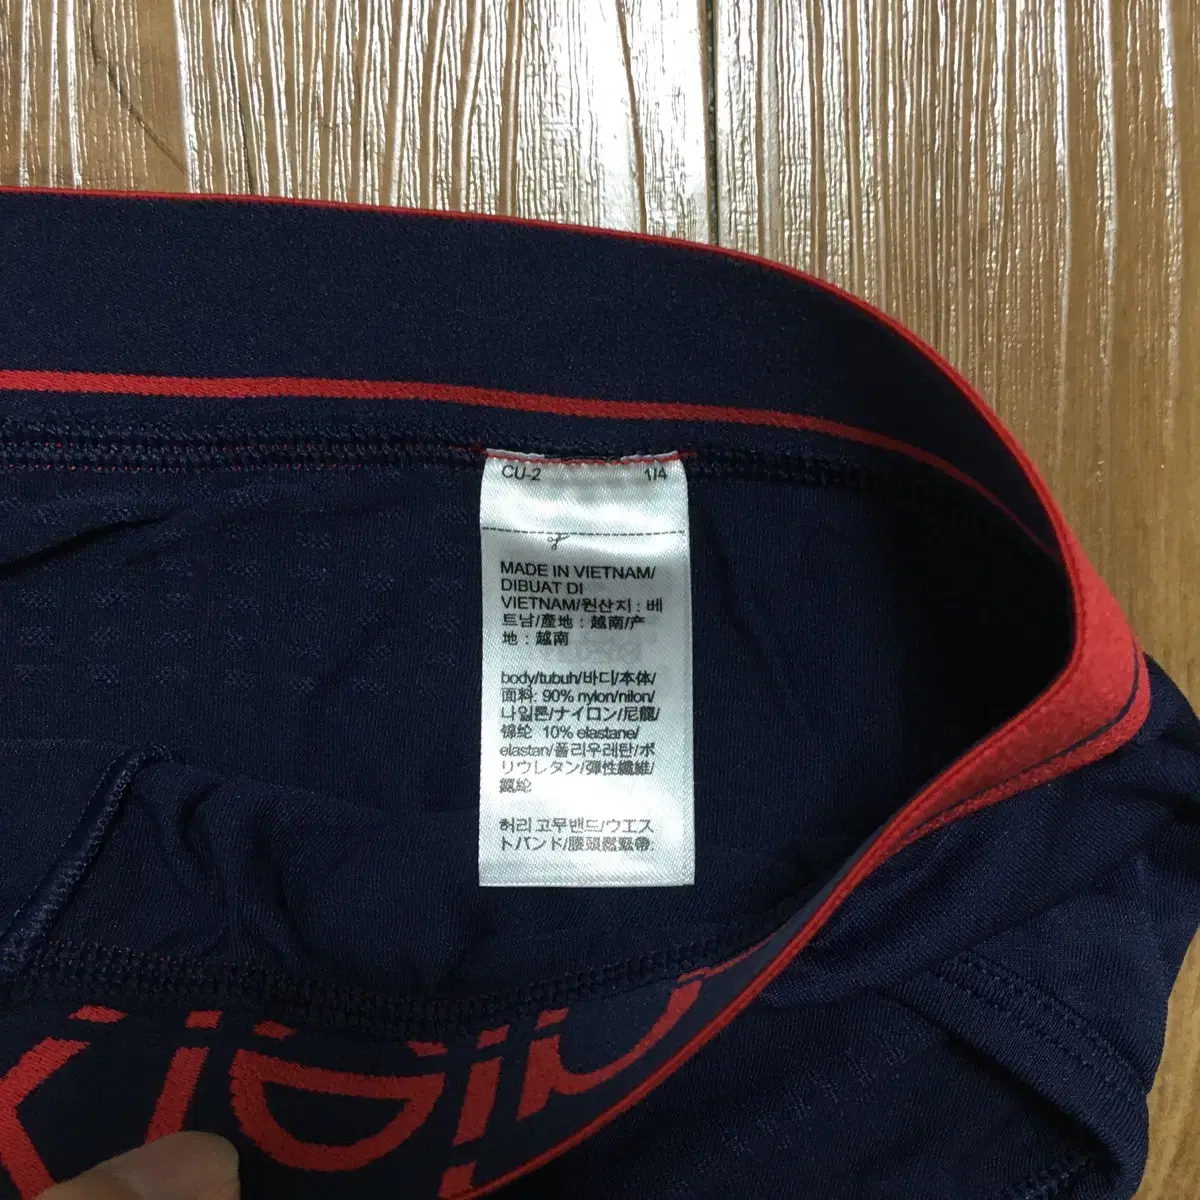 CU-2 1/4
MADE IN VIETNAM/
DIBUAT DI
VIETNAM/원산지 : 베
트남/產地 : 越南/产
地 : 越南
body/tubuh/바디/本体/
面料: 90% nylon/nilon/
나일론/ナイロン/尼龍/
锦纶 10% elastane/
elastan/폴리우레탄/ポ
リウレタン/彈性纖維/
氨纶
허리 고무밴드/ウエス
トバンド/腰頭鬆緊帶: